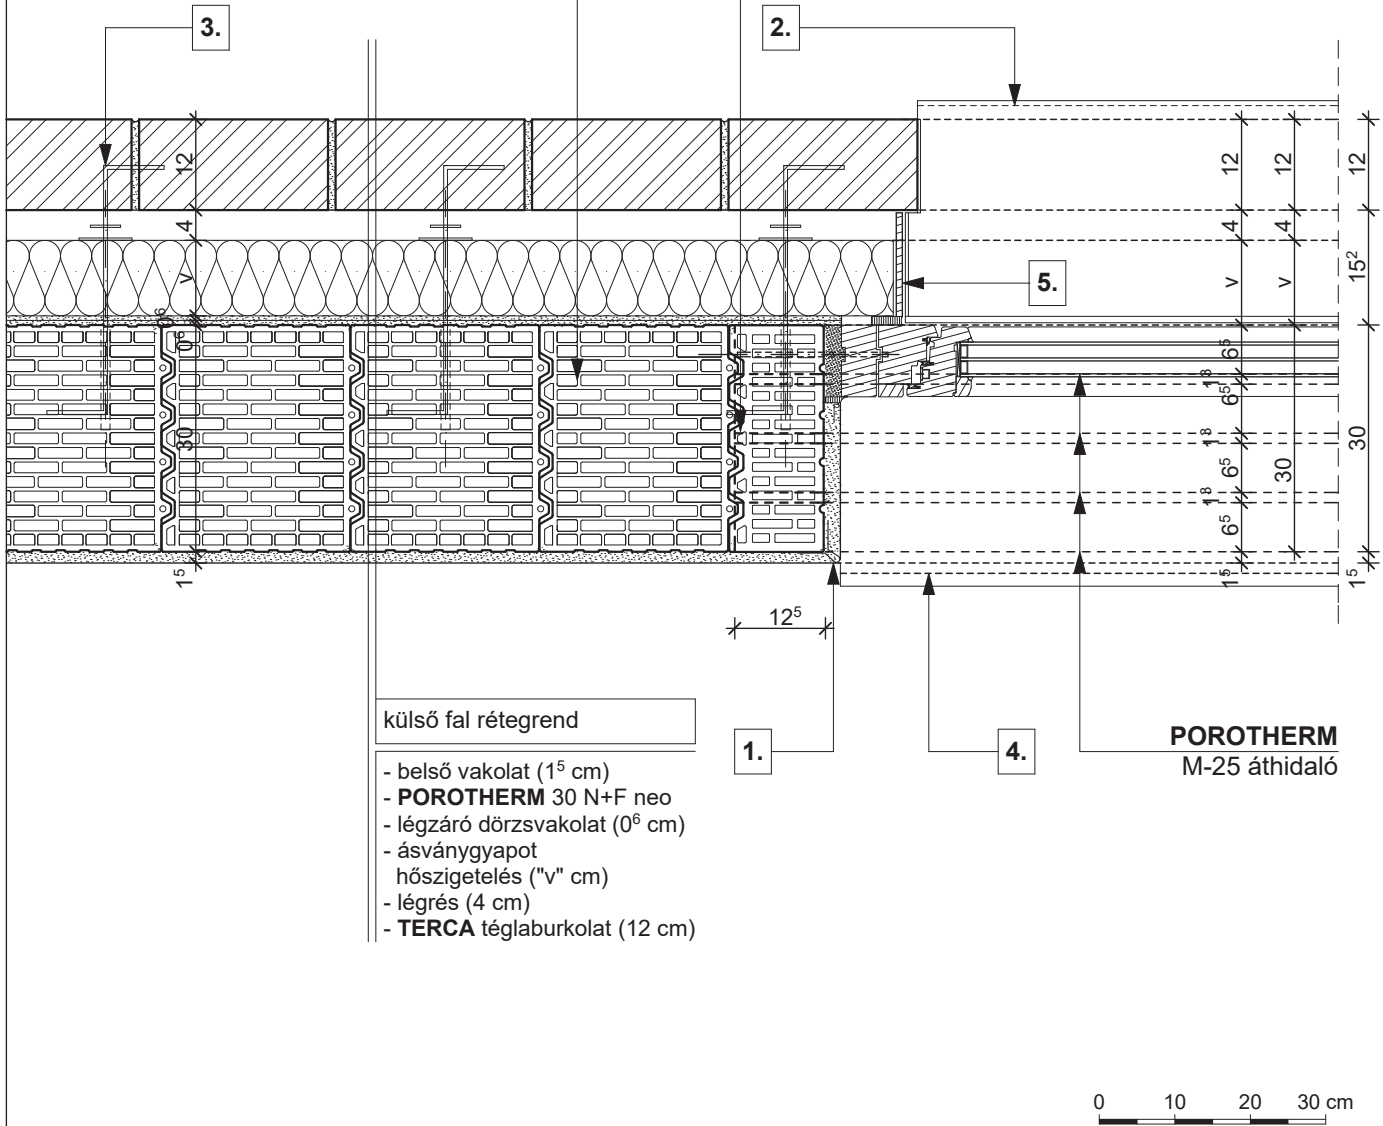 3.
2.
12
4
v
0⁶
0⁶
30
1⁵
12
12
12
4
4
15²
v
v
5.
6⁵
1⁸
6⁵
1⁸
6⁵
1⁸
6⁵
30
30
1⁵
1⁵
12⁵
külső fal rétegrend
- belső vakolat (1⁵ cm)
- POROTHERM 30 N+F neo
- légzáró dörzsvakolat (0⁶ cm)
- ásványgyapot
hőszigetelés ("v" cm)
- légrés (4 cm)
- TERCA téglaburkolat (12 cm)
1.
4.
POROTHERM
M-25 áthidaló
0 10 20 30 cm